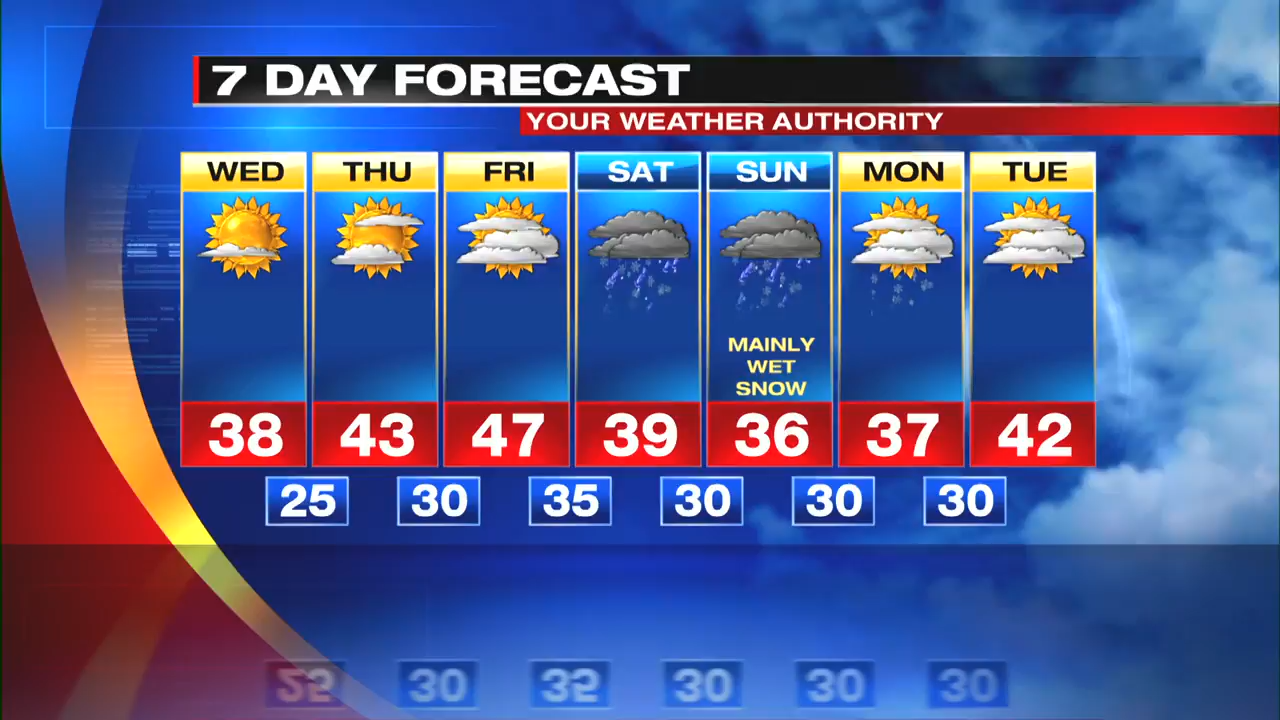 7 DAY FORECAST
YOUR WEATHER AUTHORITY
WED THU FRI SAT SUN MON TUE
MAINLY
WET
SNOW
38 43 47 39 36 37 42
25 30 35 30 30 30